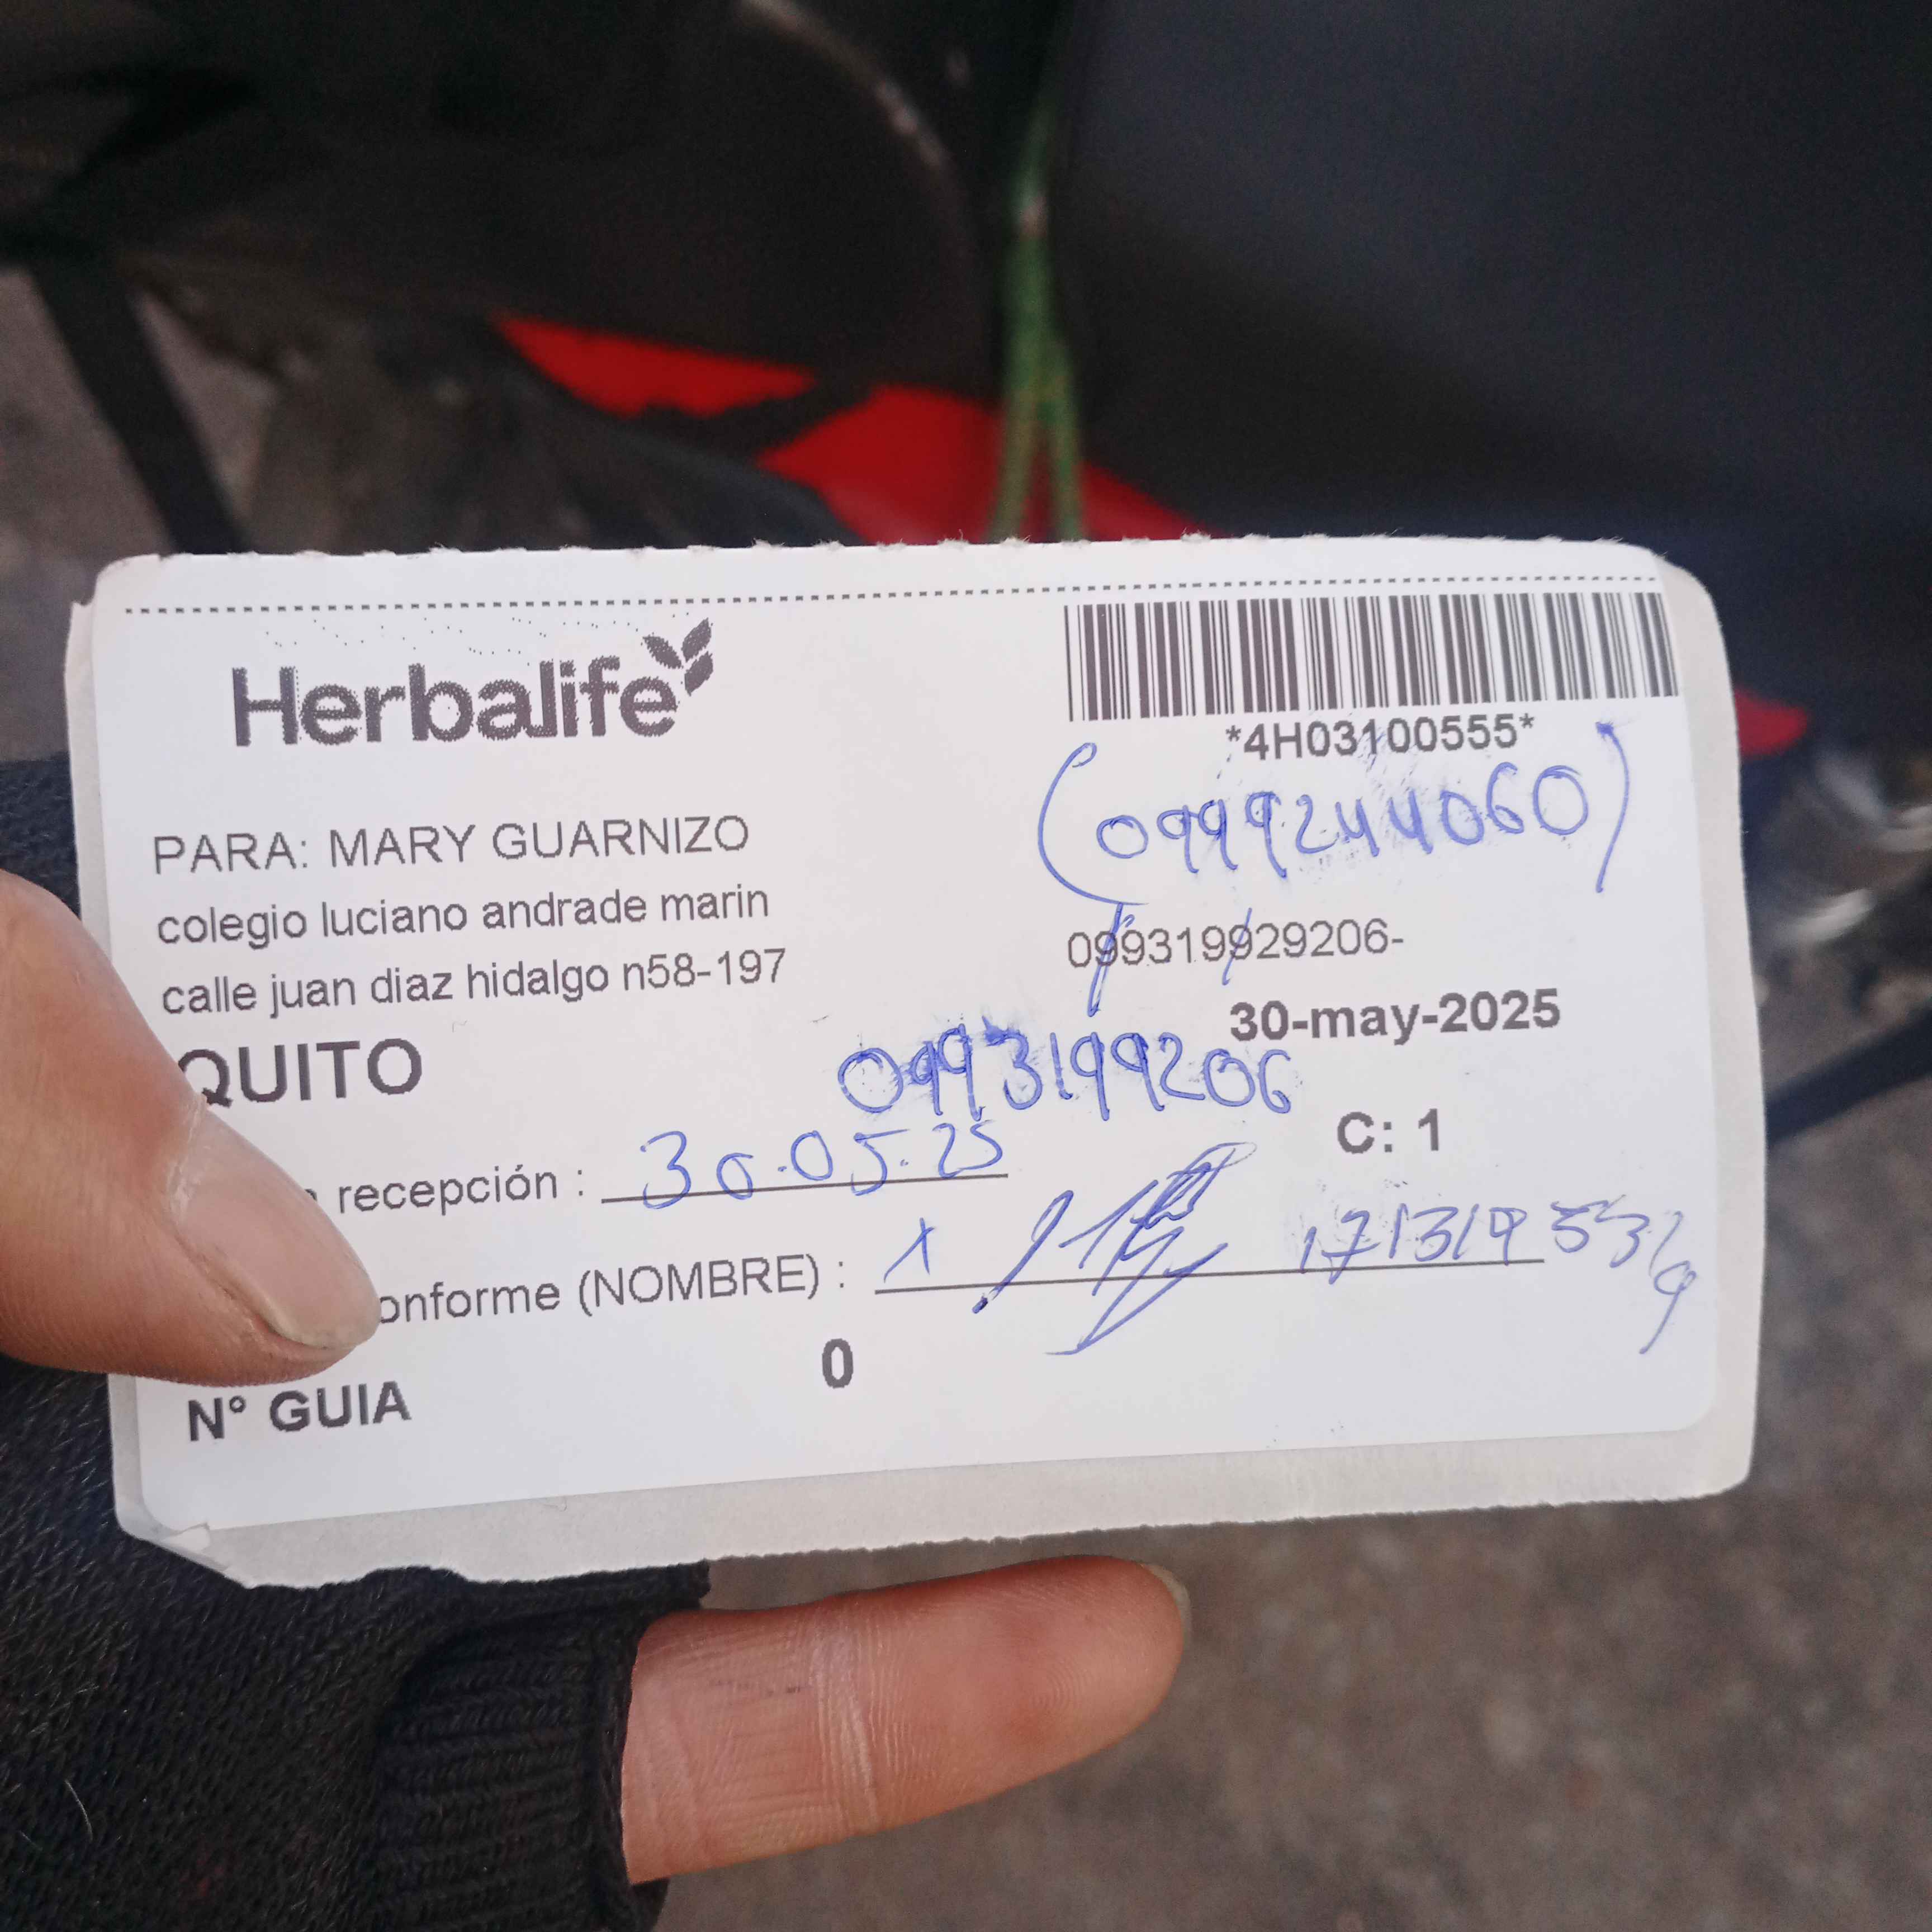 Herbalife
*4H03100555*
(0999244060)
PARA: MARY GUARNIZO
colegio luciano andrade marin
099319929206-
calle juan diaz hidalgo n58-197
30-may-2025
QUITO
0993199206
C: 1
recepción : 30.05.25
onforme (NOMBRE) : x
N° GUIA 0